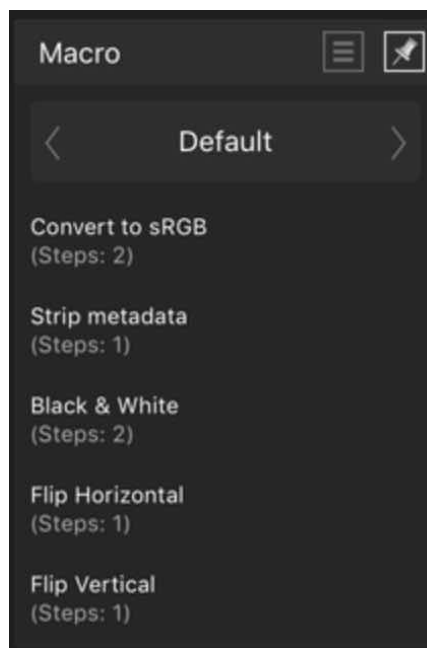 Macro
Default
Convert to sRGB
(Steps: 2)
Strip metadata
(Steps: 1)
Black & White
(Steps: 2)
Flip Horizontal
(Steps: 1)
Flip Vertical
(Steps: 1)